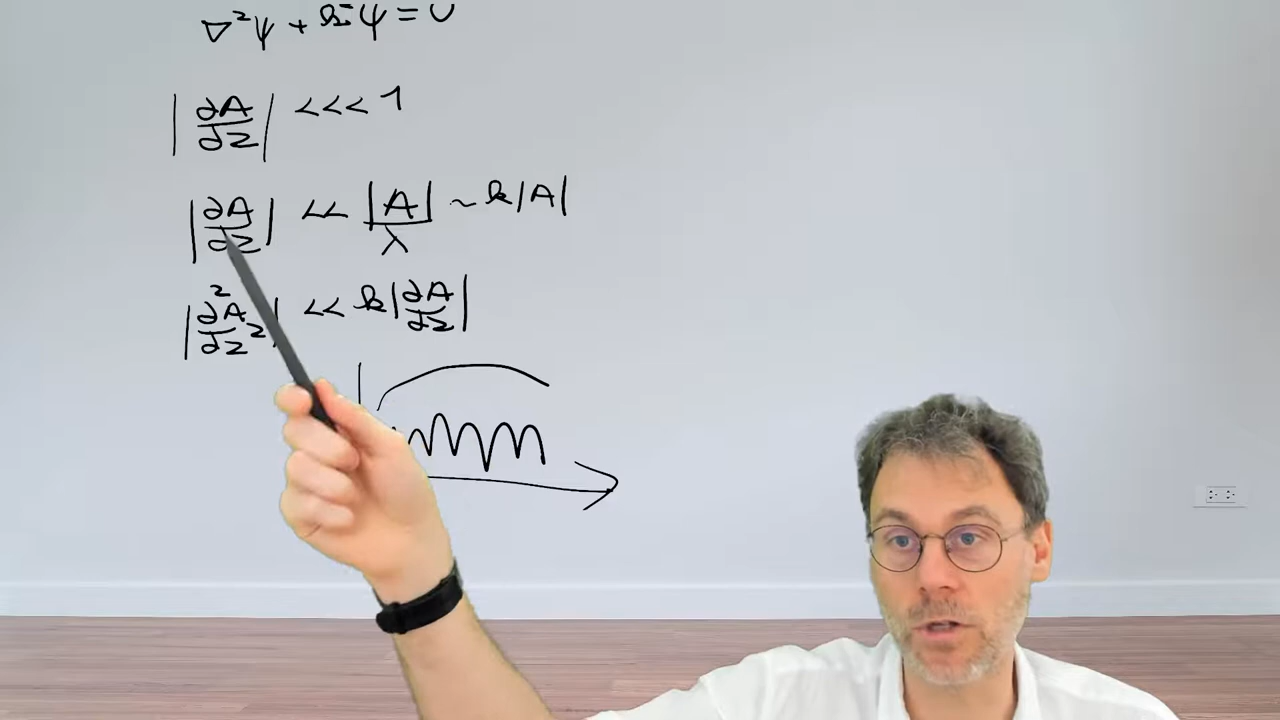 ∇²ψ + k²ψ = 0
|∂A/∂z| <<< 1
|∂A/∂z| << |A|/λ ~ k|A|
|∂²A/∂z²| << k|∂A/∂z|